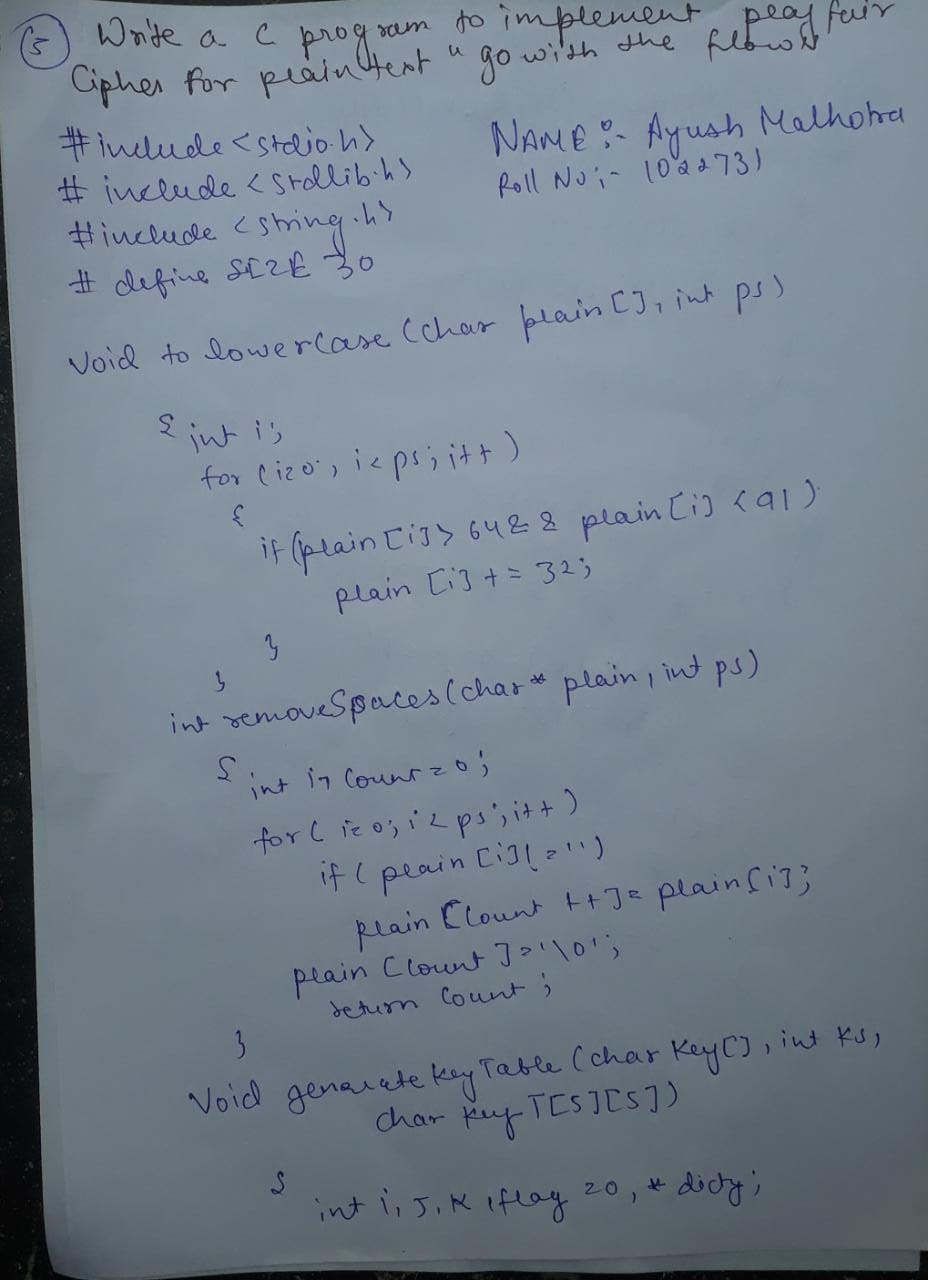 (5) Write a C program to implement playfair
Cipher for plain text "go with the flow"
#include <stdio.h>
NAME :- Ayush Malhotra
# include <stdlib.h>
Roll No :- 1022731
#include <string.h>
# define SIZE 30
Void to lowerCase (char plain [], int ps)
{ int i;
for (i=0; i< ps; i++)
{
if (plain [i] > 64 && plain [i] < 91)
plain [i] += 32;
}
}
int removeSpaces (char* plain, int ps)
{ int i, Count = 0;
for ( i=0; i< ps; i++)
if ( plain [i] != '')
plain [Count ++] = plain [i];
plain [Count ] = '\0';
return Count ;
}
Void genarate key Table (char Key[], int Ks,
char Key T[5][5])
{
int i, J, K, flag = 0, * dicty;